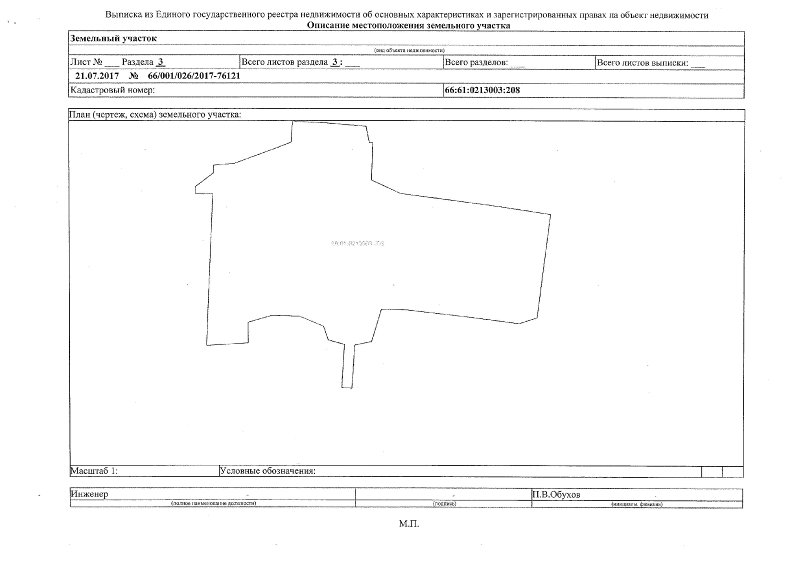 Выписка из Единого государственного реестра недвижимости об основных характеристиках и зарегистрированных правах на объект недвижимости
Описание местоположения земельного участка
Земельный участок
(вид объекта недвижимости)
Лист № ___ Раздела 3 Всего листов раздела 3 : ___ Всего разделов: ___ Всего листов выписки: ___
21.07.2017 № 66/001/026/2017-76121
Кадастровый номер: 66:61:0213003:208
План (чертеж, схема) земельного участка:
Масштаб 1: Условные обозначения:
Инженер П.В.Обухов
(полное наименование должности) (подпись) (инициалы, фамилия)
М.П.